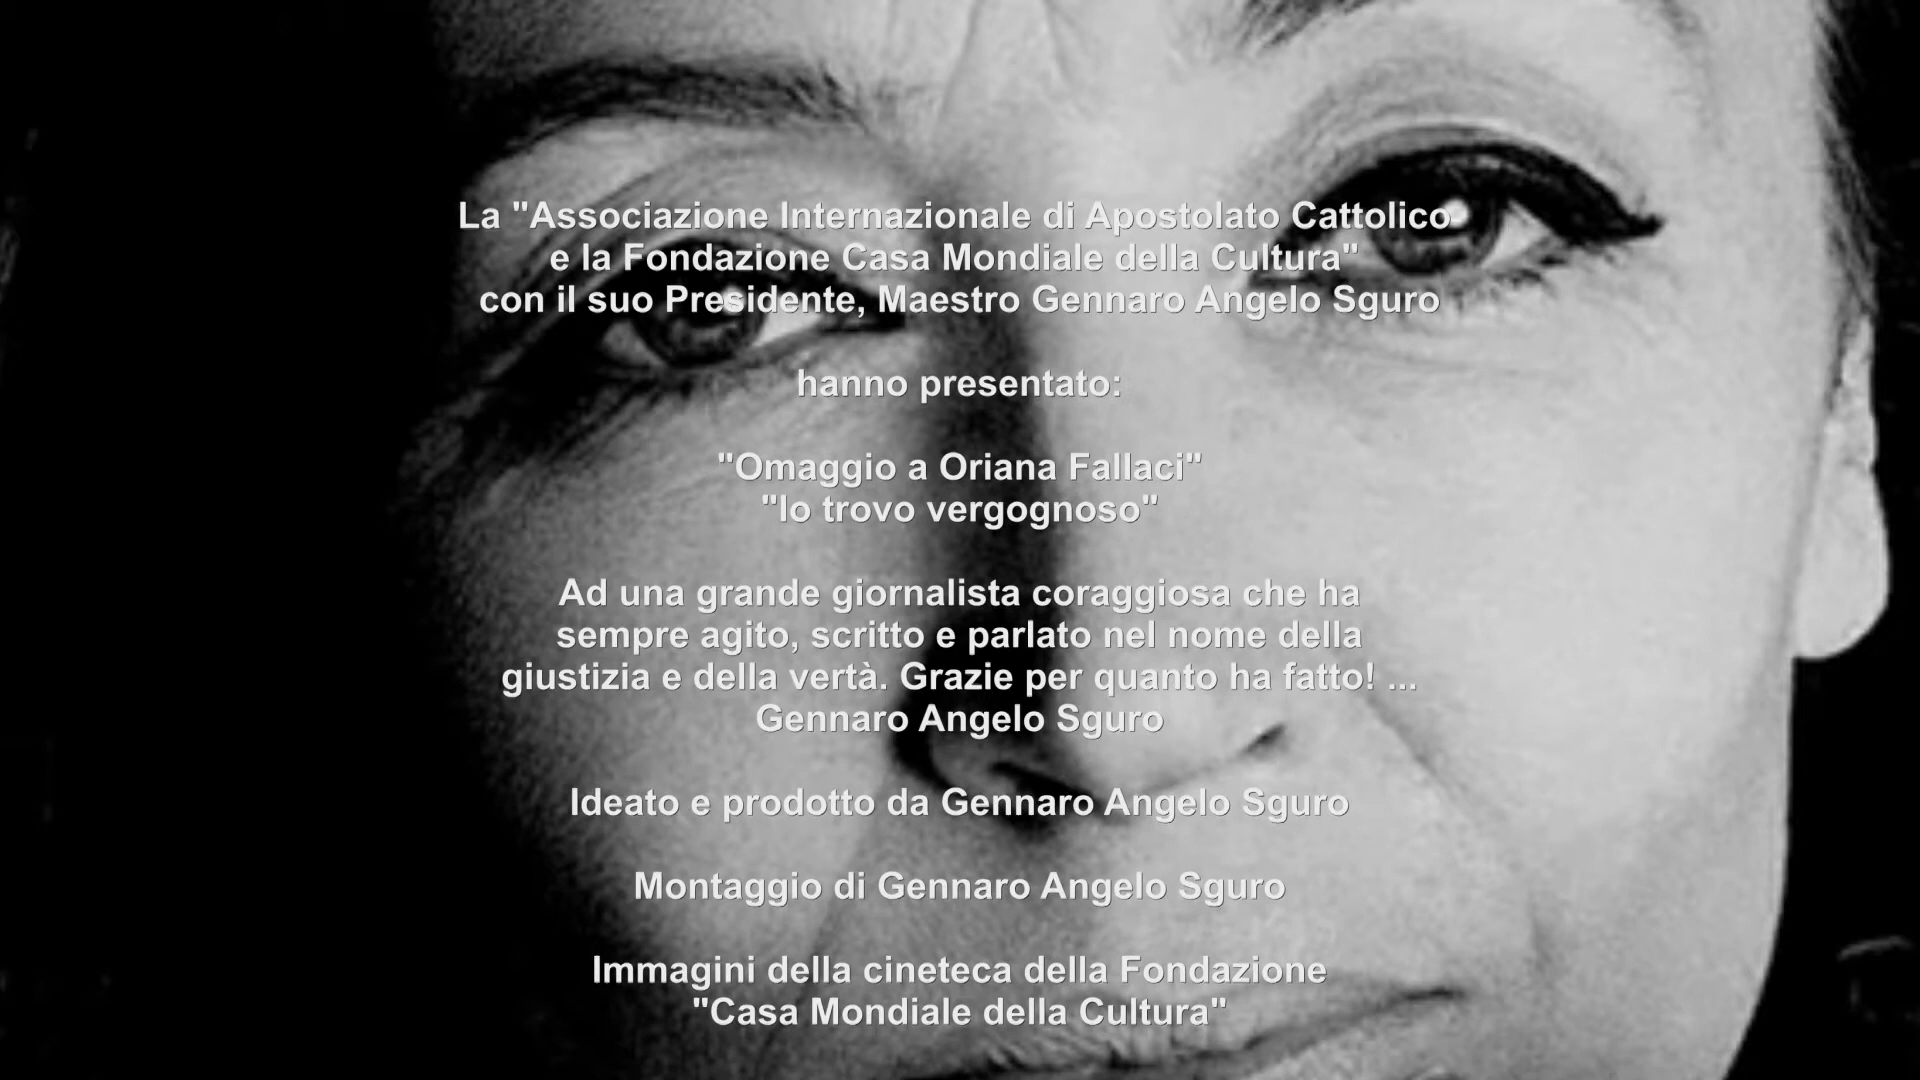 La "Associazione Internazionale di Apostolato Cattolico
e la Fondazione Casa Mondiale della Cultura"
con il suo Presidente, Maestro Gennaro Angelo Sguro
hanno presentato:
"Omaggio a Oriana Fallaci"
"Io trovo vergognoso"
Ad una grande giornalista coraggiosa che ha
sempre agito, scritto e parlato nel nome della
giustizia e della vertà. Grazie per quanto ha fatto! ...
Gennaro Angelo Sguro
Ideato e prodotto da Gennaro Angelo Sguro
Montaggio di Gennaro Angelo Sguro
Immagini della cineteca della Fondazione
"Casa Mondiale della Cultura"